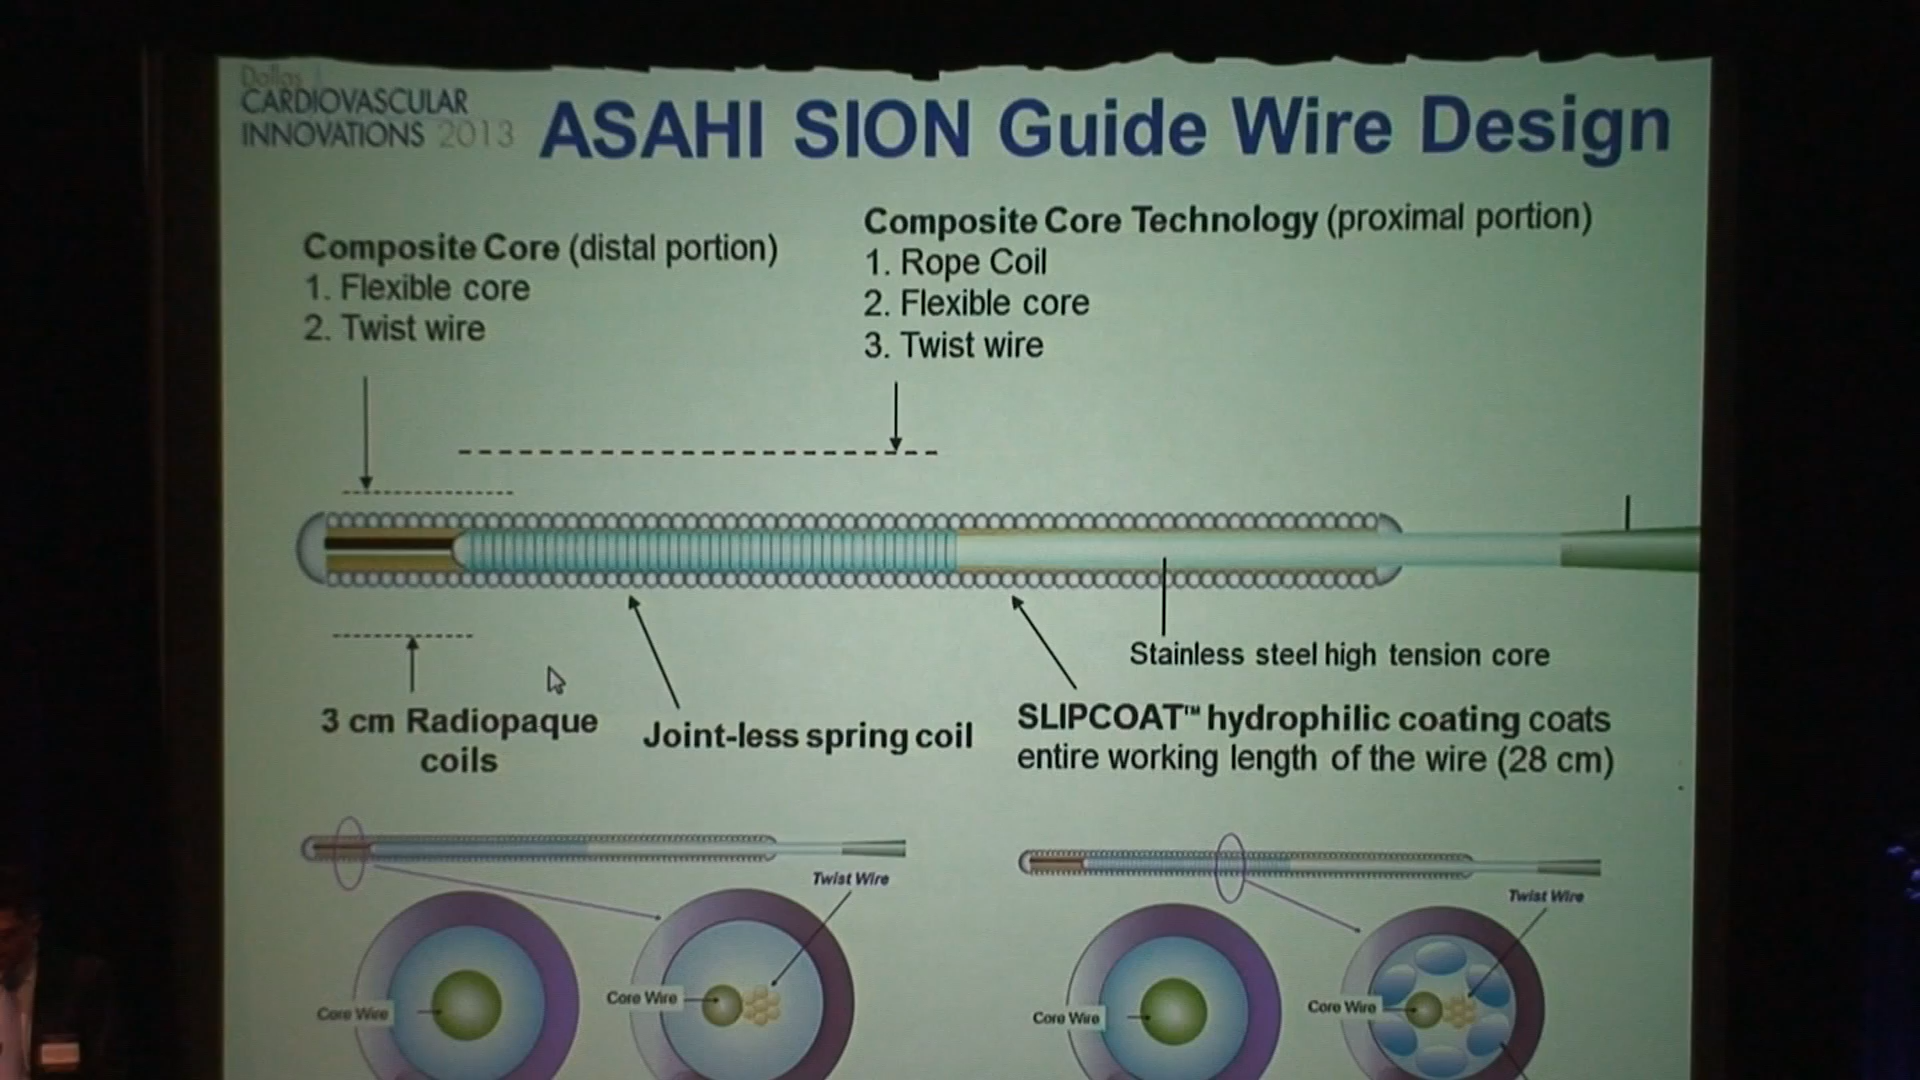 Dallas
CARDIOVASCULAR
INNOVATIONS 2013
ASAHI SION Guide Wire Design
Composite Core (distal portion)
1. Flexible core
2. Twist wire
Composite Core Technology (proximal portion)
1. Rope Coil
2. Flexible core
3. Twist wire
Stainless steel high tension core
3 cm Radiopaque
coils
Joint-less spring coil
SLIPCOAT™ hydrophilic coating coats
entire working length of the wire (28 cm)
Twist Wire
Core Wire
Core Wire
Twist Wire
Core Wire
Core Wire